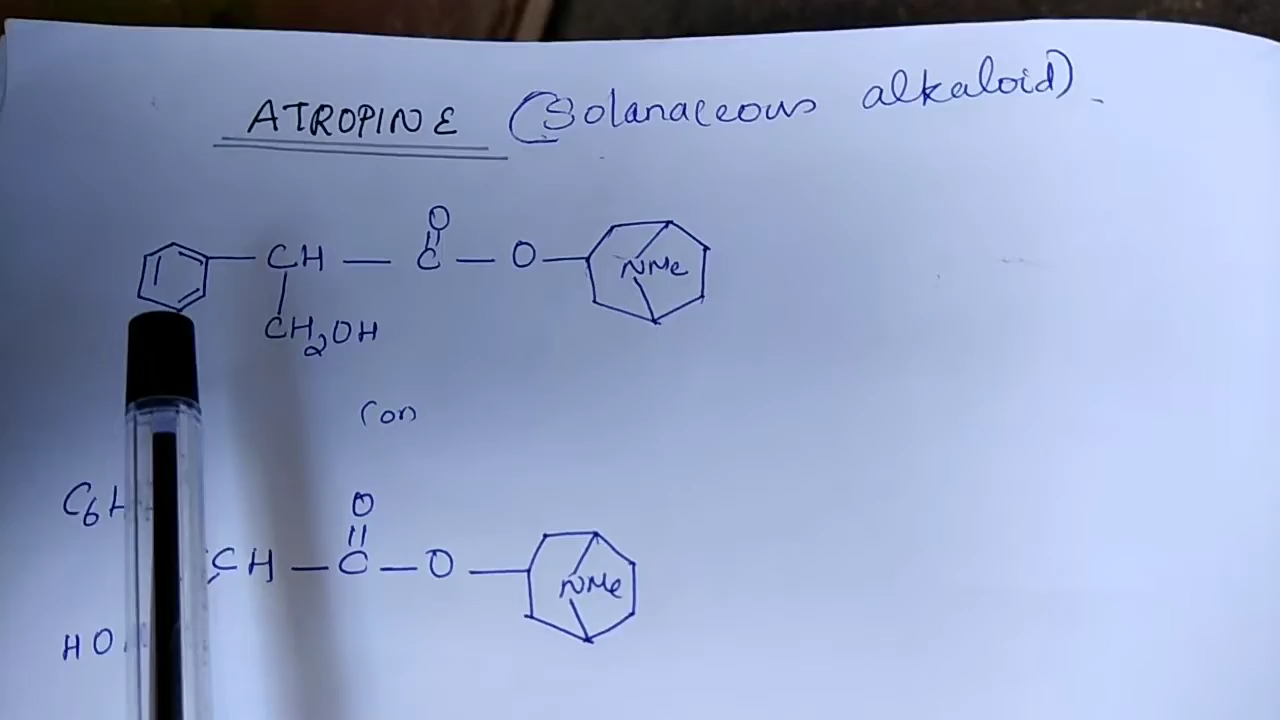 ATROPINE (Solanaceous alkaloid).
O
CH — C — O — NMe
CH2OH
(or)
O
C6H
CH — C — O — NMe
HO